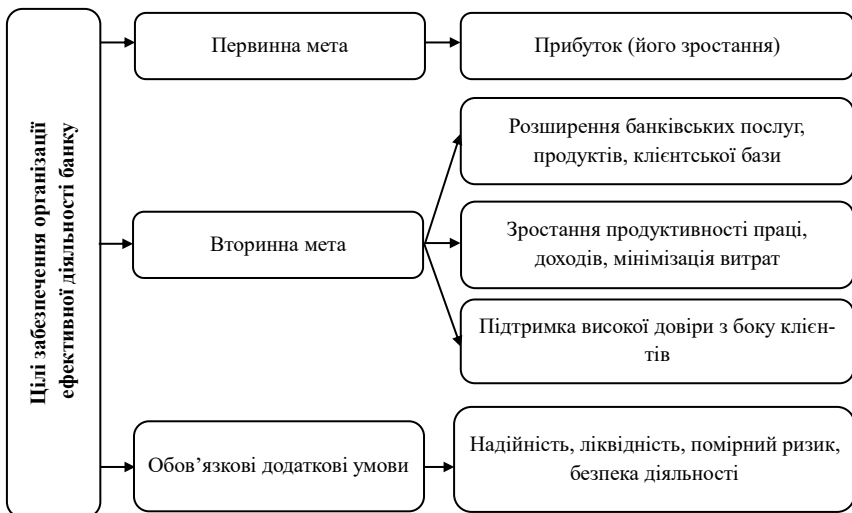 Цілі забезпечення організації
ефективної діяльності банку
Первинна мета
Прибуток (його зростання)
Вторинна мета
Розширення банківських послуг,
продуктів, клієнтської бази
Зростання продуктивності праці,
доходів, мінімізація витрат
Підтримка високої довіри з боку клієн-
тів
Обов’язкові додаткові умови
Надійність, ліквідність, помірний ризик,
безпека діяльності